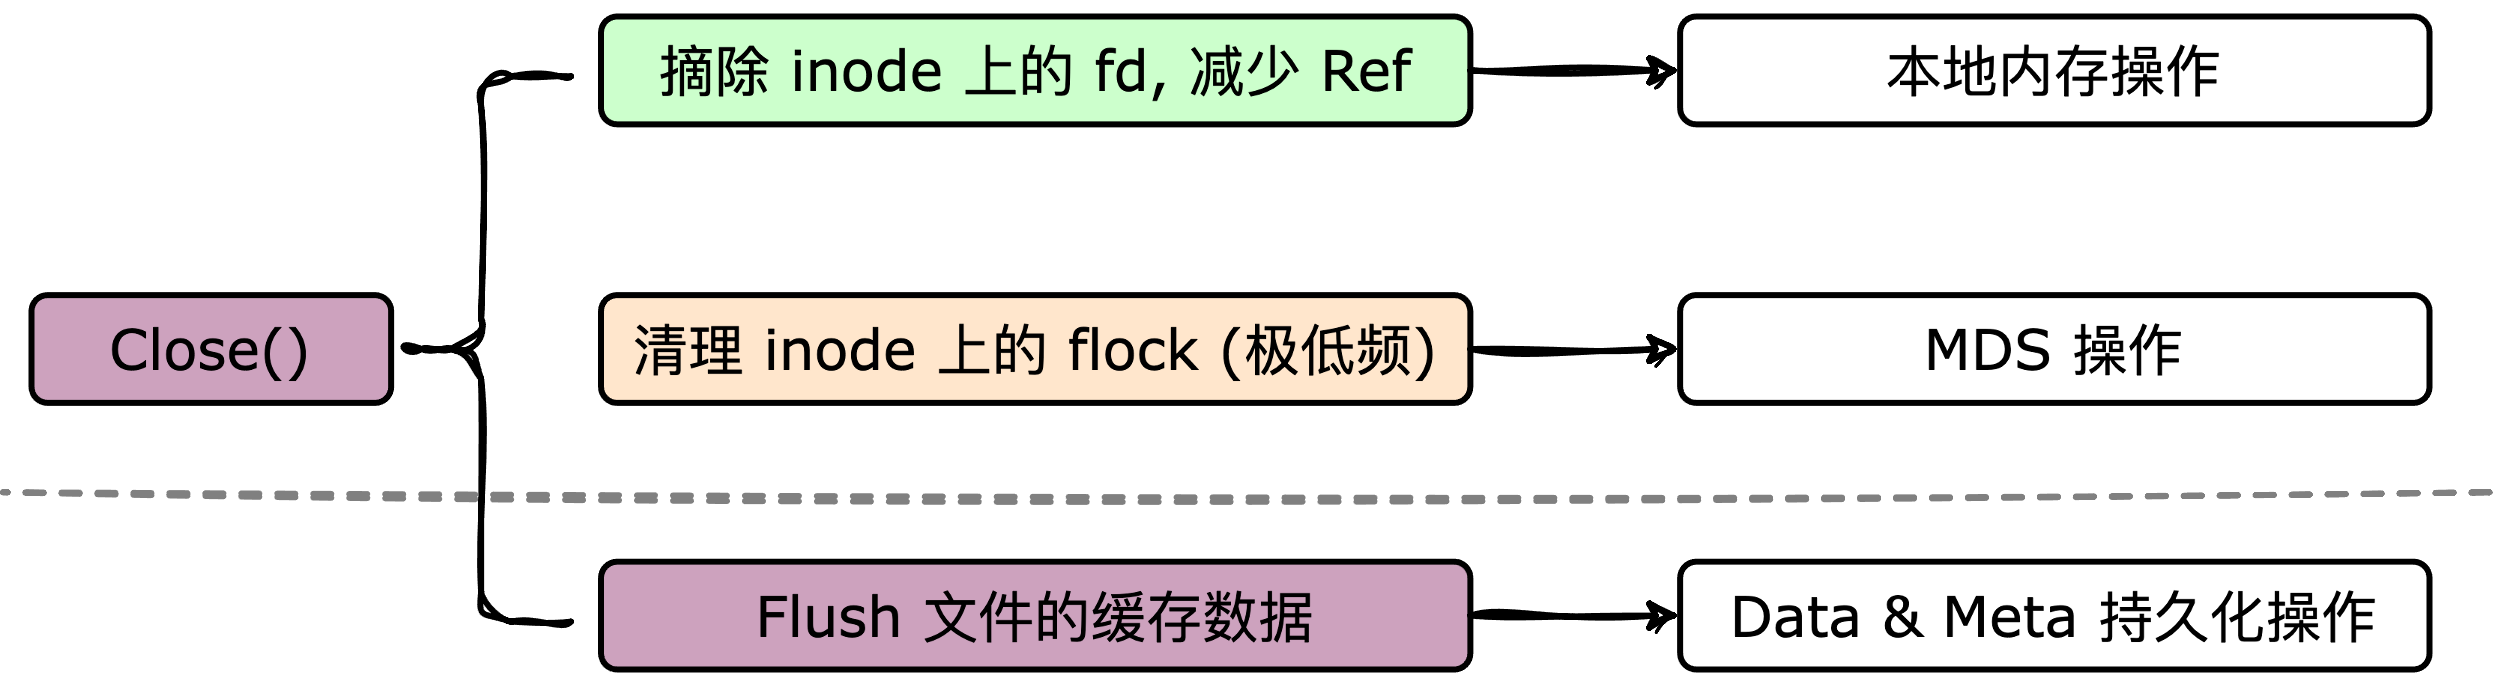 删除 inode 上的 fd, 减少 Ref
本地内存操作
Close()
清理 inode 上的 flock (极低频)
MDS 操作
Flush 文件的缓存数据
Data & Meta 持久化操作